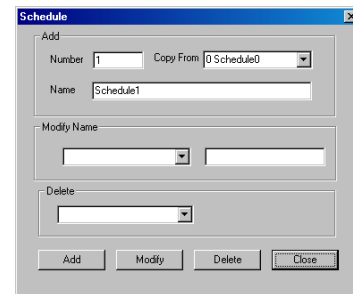 Schedule
Add
Number 1 Copy From 0 Schedule0
Name Schedule1
Modify Name
Delete
Add Modify Delete Close